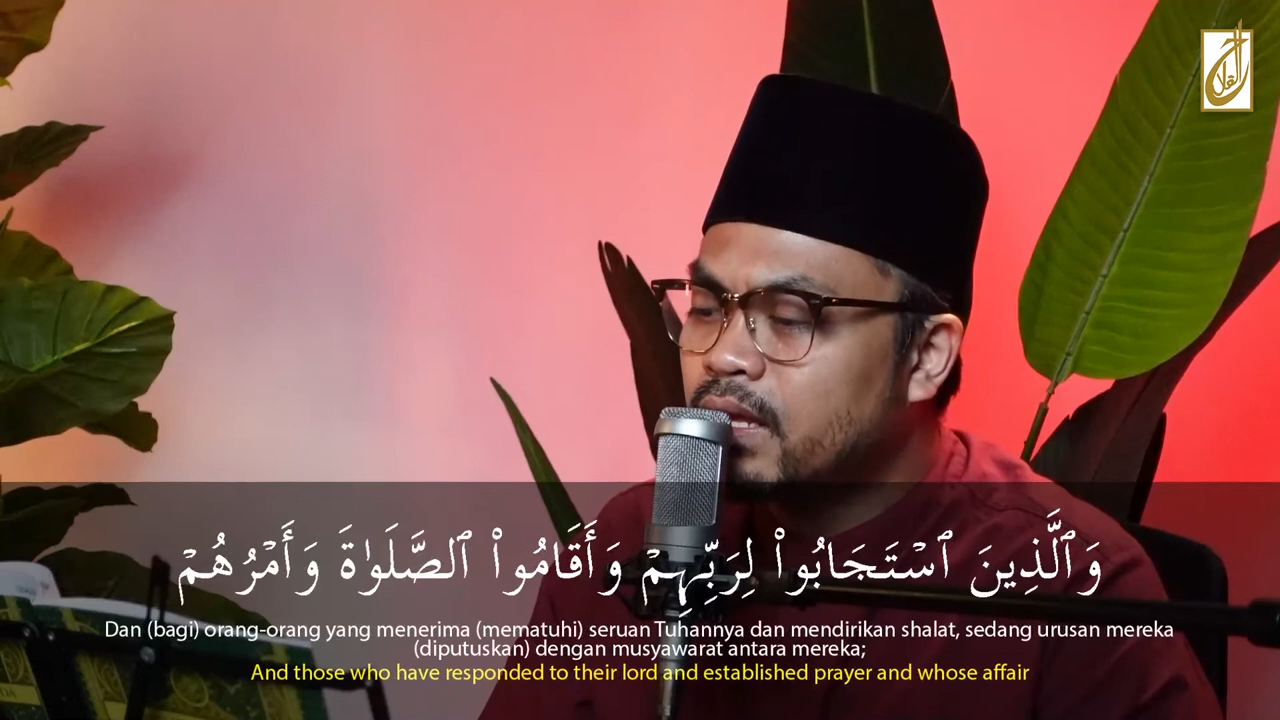 وَٱلَّذِينَ ٱسْتَجَابُوا۟ لِرَبِّهِمْ وَأَقَامُوا۟ ٱلصَّلَوٰةَ وَأَمْرُهُمْ
Dan (bagi) orang-orang yang menerima (mematuhi) seruan Tuhannya dan mendirikan shalat, sedang urusan mereka
(diputuskan) dengan musyawarat antara mereka;
And those who have responded to their lord and established prayer and whose affair